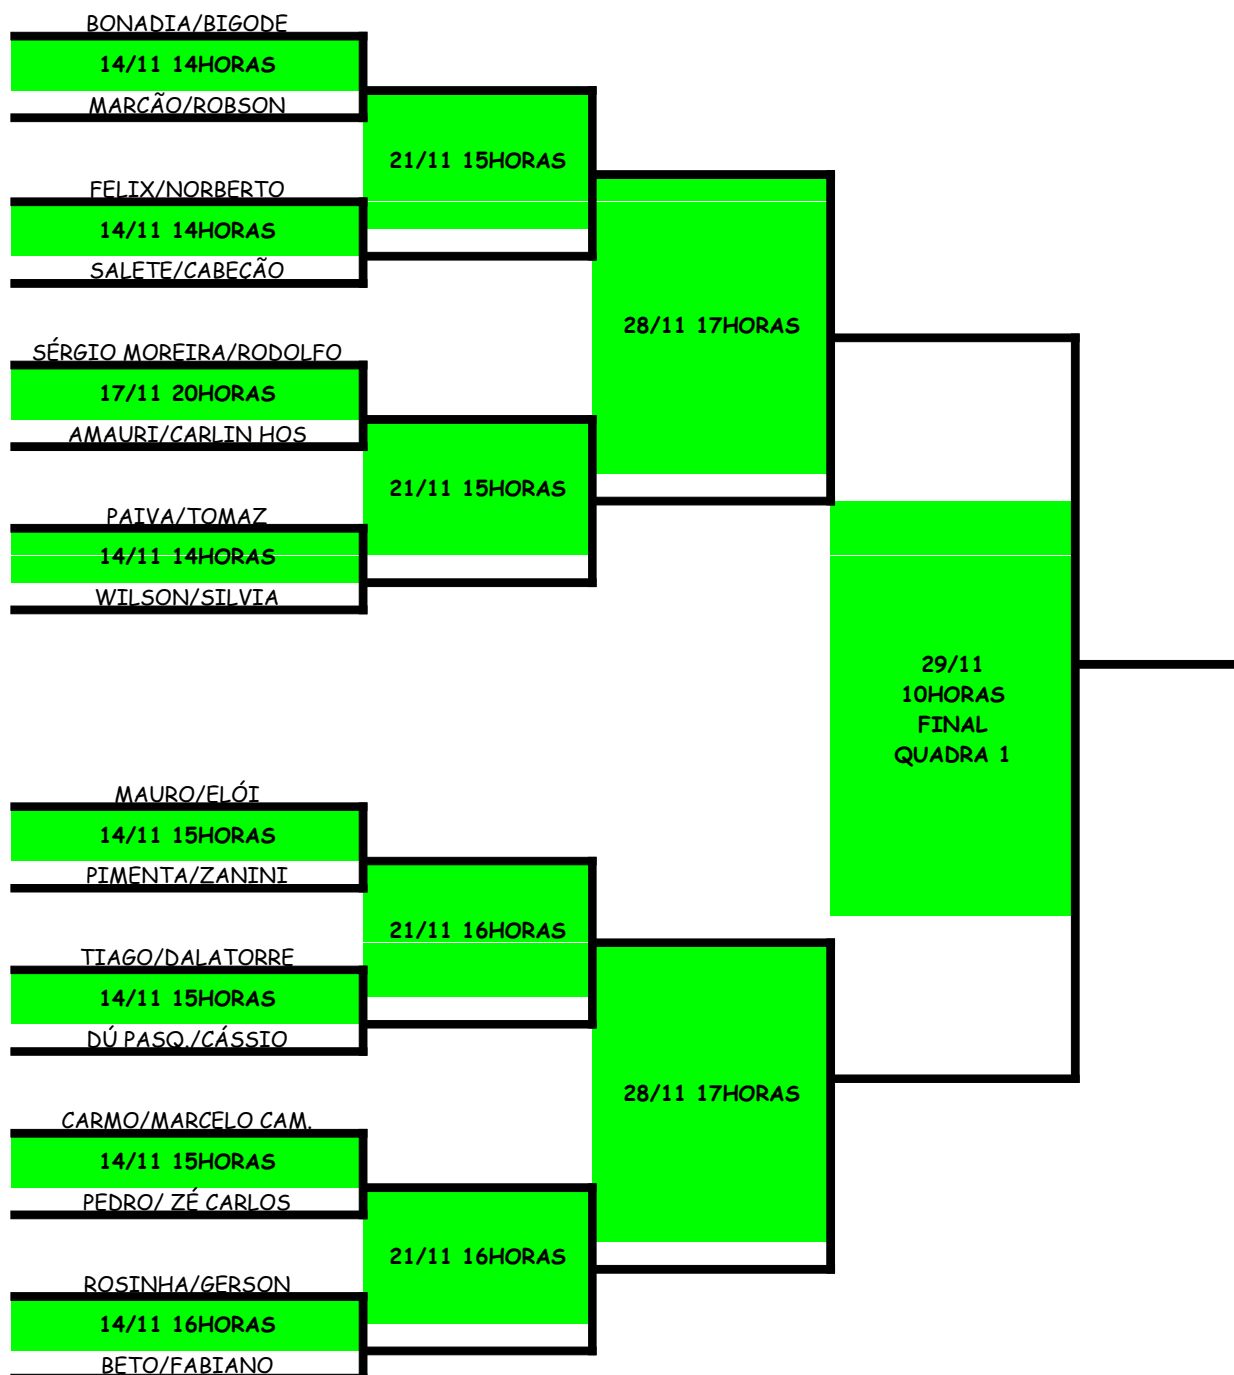 BONADIA/BIGODE
14/11 14HORAS
MARCÃO/ROBSON
21/11 15HORAS
FELIX/NORBERTO
14/11 14HORAS
SALETE/CABEÇÃO
28/11 17HORAS
SÉRGIO MOREIRA/RODOLFO
17/11 20HORAS
AMAURI/CARLIN HOS
21/11 15HORAS
PAIVA/TOMAZ
14/11 14HORAS
WILSON/SILVIA
29/11
10HORAS
FINAL
QUADRA 1
MAURO/ELÓI
14/11 15HORAS
PIMENTA/ZANINI
21/11 16HORAS
TIAGO/DALATORRE
14/11 15HORAS
DÚ PASQ./CÁSSIO
28/11 17HORAS
CARMO/MARCELO CAM.
14/11 15HORAS
PEDRO/ ZÉ CARLOS
21/11 16HORAS
ROSINHA/GERSON
14/11 16HORAS
BETO/FABIANO